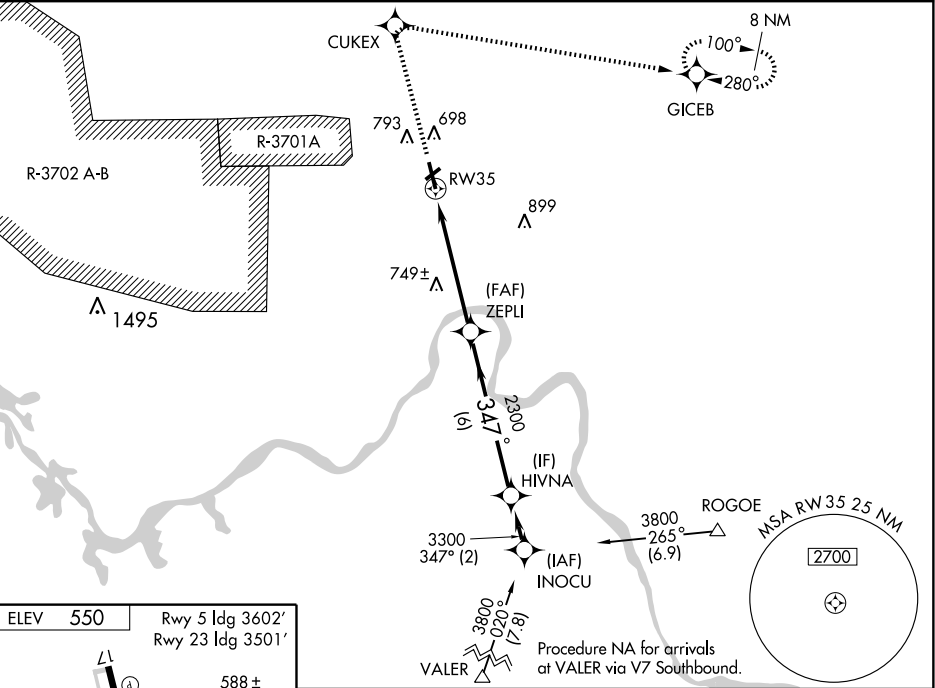 CUKEX
8 NM
100°
280°
GICEB
793
698
R-3701A
R-3702 A-B
RW35
899
749±
(FAF)
ZEPLI
1495
2300
347°
(6)
(IF)
HIVNA
ROGOE
3800
265°
(6.9)
MSA RW35 25 NM
2700
3300
347° (2)
(IAF)
INOCU
3800
020°
(7.8)
VALER
Procedure NA for arrivals
at VALER via V7 Southbound.
ELEV 550
Rwy 5 ldg 3602'
Rwy 23 ldg 3501'
17
588±